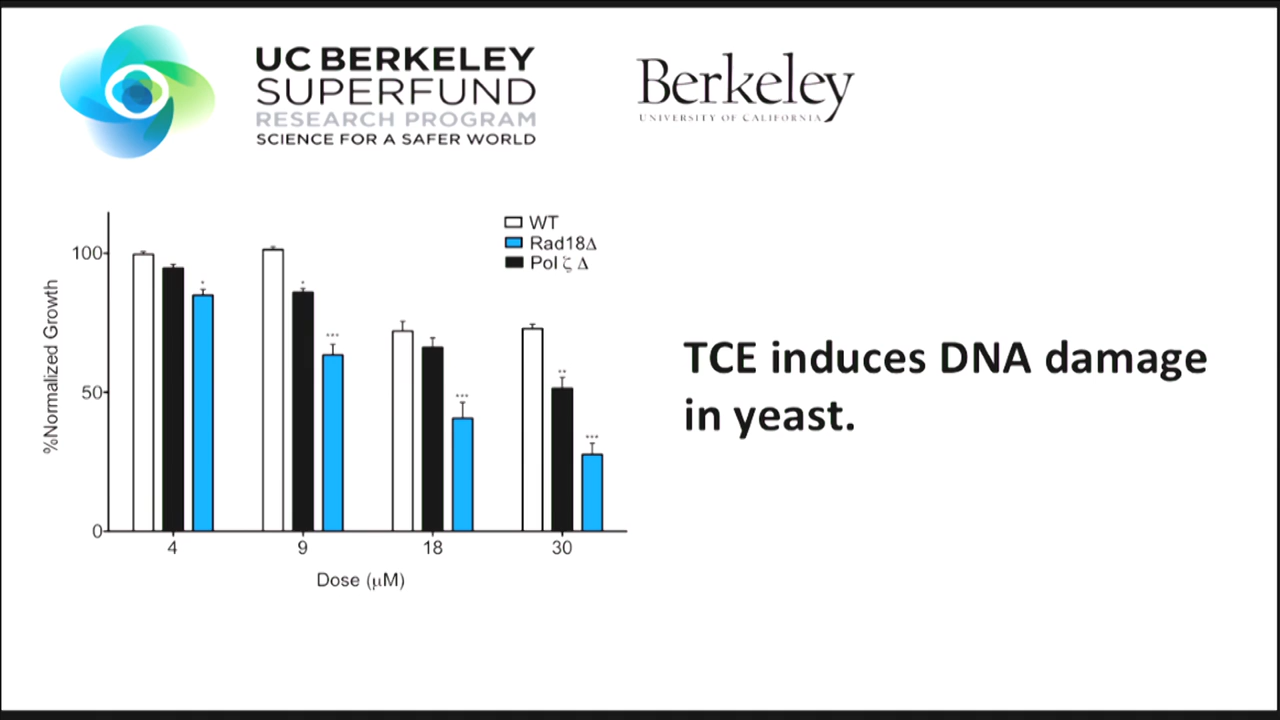 UC BERKELEY
SUPERFUND
RESEARCH PROGRAM
SCIENCE FOR A SAFER WORLD
Berkeley
UNIVERSITY OF CALIFORNIA
WT
Rad18Δ
Pol ζ Δ
%Normalized Growth
100
50
0
*
*
***
***
**
***
4
9
18
30
Dose (μM)
TCE induces DNA damage
in yeast.